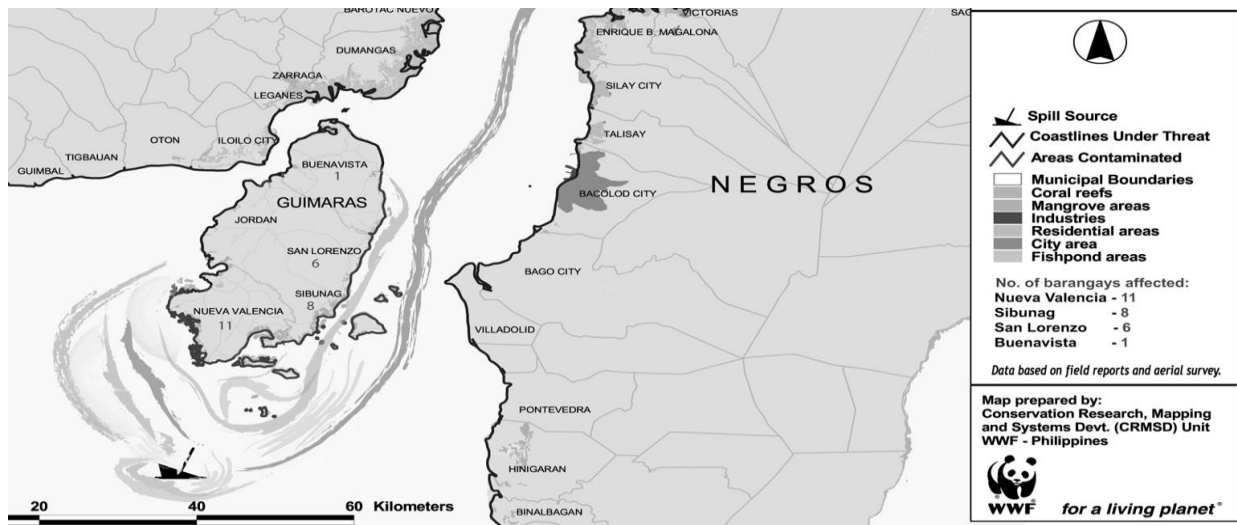 BAROTAC NUEVO
VICTORIAS
ENRIQUE B. MAGALONA
DUMANGAS
ZARRAGA
LEGANES
SILAY CITY
TALISAY
OTON
ILOILO CITY
TIGBAUAN
GUIMBAL
BUENAVISTA
1
BACOLOD CITY
NEGROS
GUIMARAS
JORDAN
SAN LORENZO
6
BAGO CITY
SIBUNAG
8
NUEVA VALENCIA
11
VILLADOLID
PONTEVEDRA
HINIGARAN
BINALBAGAN
20 40 60 Kilometers
SAG
Spill Source
Coastlines Under Threat
Areas Contaminated
Municipal Boundaries
Coral reefs
Mangrove areas
Industries
Residential areas
City area
Fishpond areas
No. of barangays affected:
Nueva Valencia - 11
Sibunag - 8
San Lorenzo - 6
Buenavista - 1
Data based on field reports and aerial survey.
Map prepared by:
Conservation Research, Mapping
and Systems Devt. (CRMSD) Unit
WWF - Philippines
WWF
for a living planet®